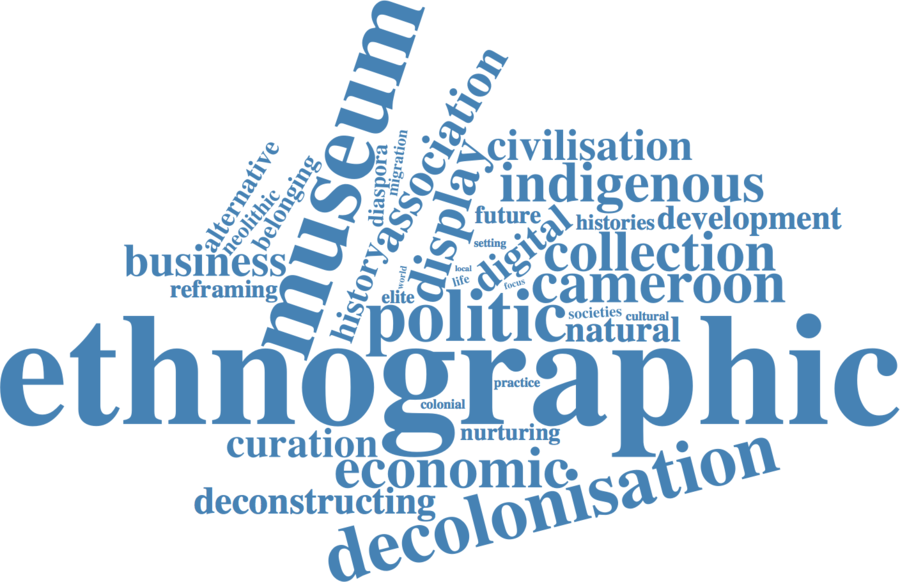 museum
association
civilisation
alternative
migration
diaspora
display
indigenous
belonging
neolithic
future
histories
development
setting
digital
business
history
world
local
collection
reframing
elite
life
focus
cameroon
politic
societies
cultural
natural
ethnographic
practice
colonial
curation
nurturing
economic
deconstructing
decolonisation